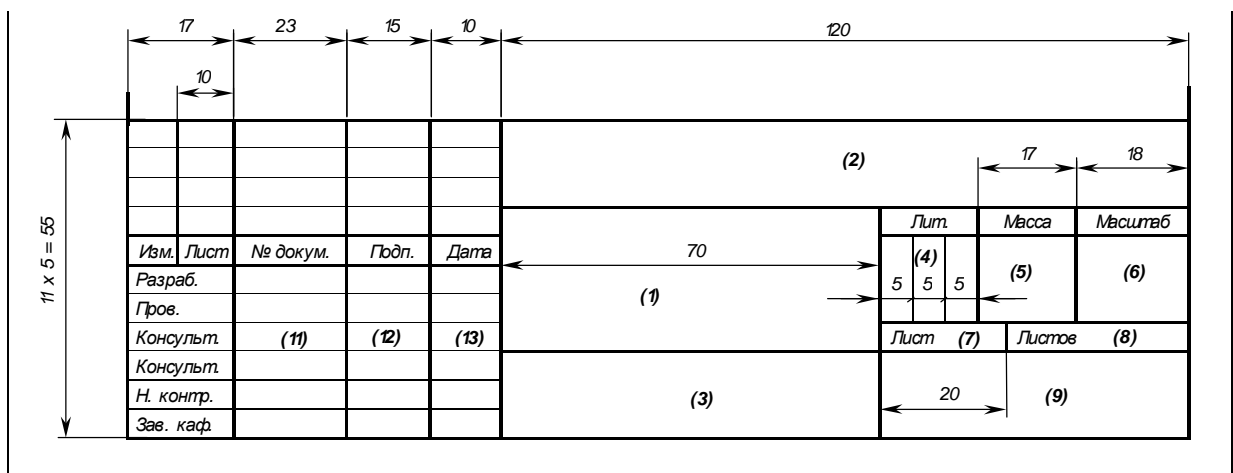 17 23 15 10 120
10
(2) 17 18
Лит. Масса Масштаб
Изм. Лист № докум. Подп. Дата 70 (4) (5) (6)
Разраб. (1) 5 5 5
Пров.
Консульт. (11) (12) (13) Лист (7) Листов (8)
Консульт.
Н. контр. (3) 20 (9)
Зав. каф.
11 x 5 = 55